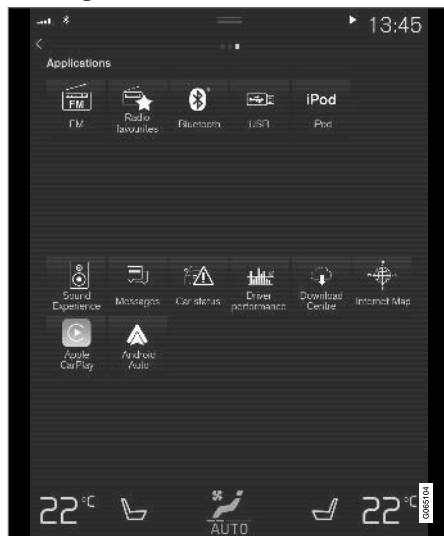 13:45
Applications
FM
iPod
FM
Radio
favourites
Bluetooth
USB
iPod
Sound
Experience
Messages
Car status
Driver
performance
Download
Centre
Internet Map
Apple
CarPlay
Android
Auto
22°C
AUTO
22°C
G065104